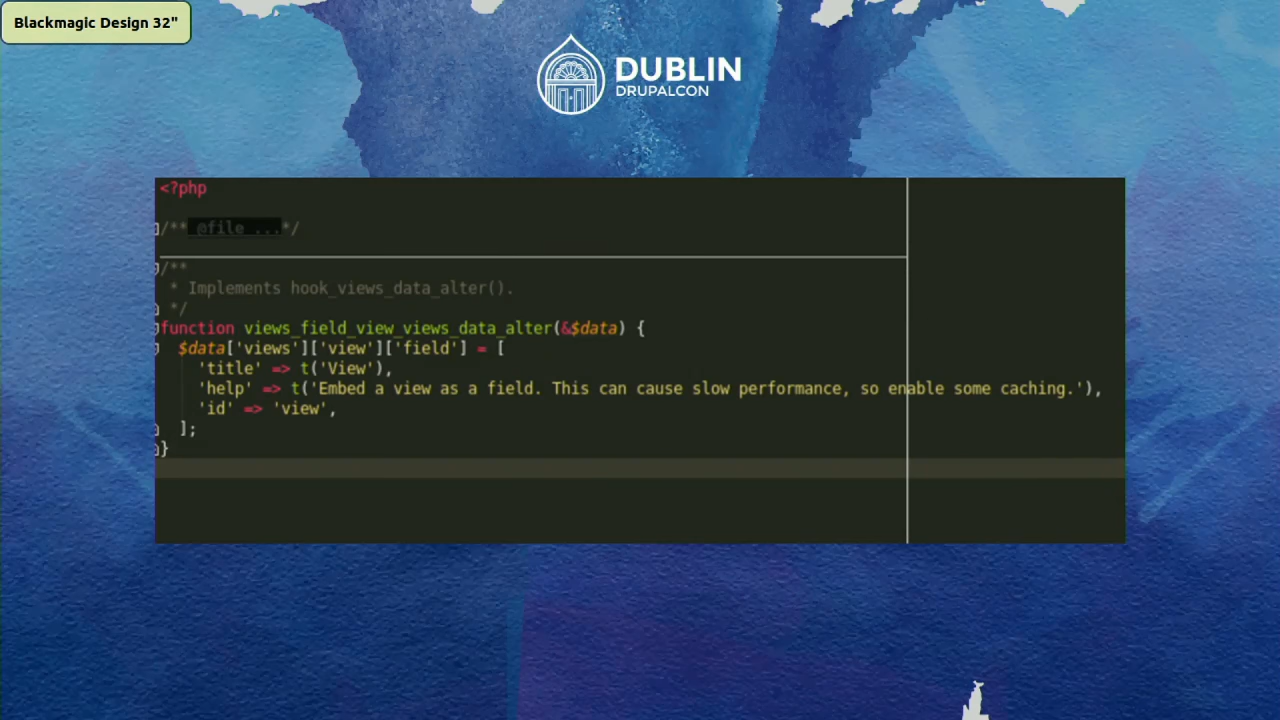 Blackmagic Design 32"
DUBLIN
DRUPALCON
<?php
/** @file ...*/
/**
 * Implements hook_views_data_alter().
 */
function views_field_view_views_data_alter(&$data) {
  $data['views']['view']['field'] = [
    'title' => t('View'),
    'help' => t('Embed a view as a field. This can cause slow performance, so enable some caching.'),
    'id' => 'view',
  ];
}